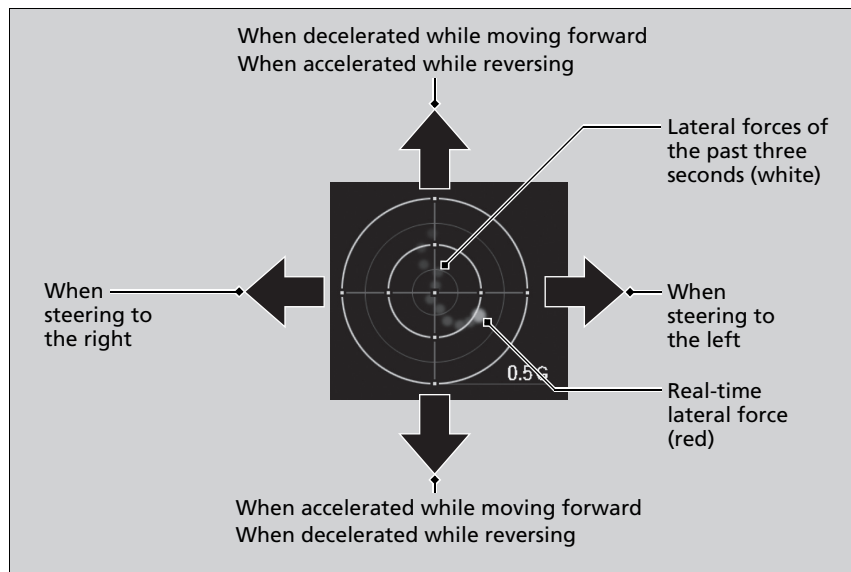 When decelerated while moving forward
When accelerated while reversing
Lateral forces of
the past three
seconds (white)
When
steering to
the right
When
steering to
the left
0.5 G
Real-time
lateral force
(red)
When accelerated while moving forward
When decelerated while reversing